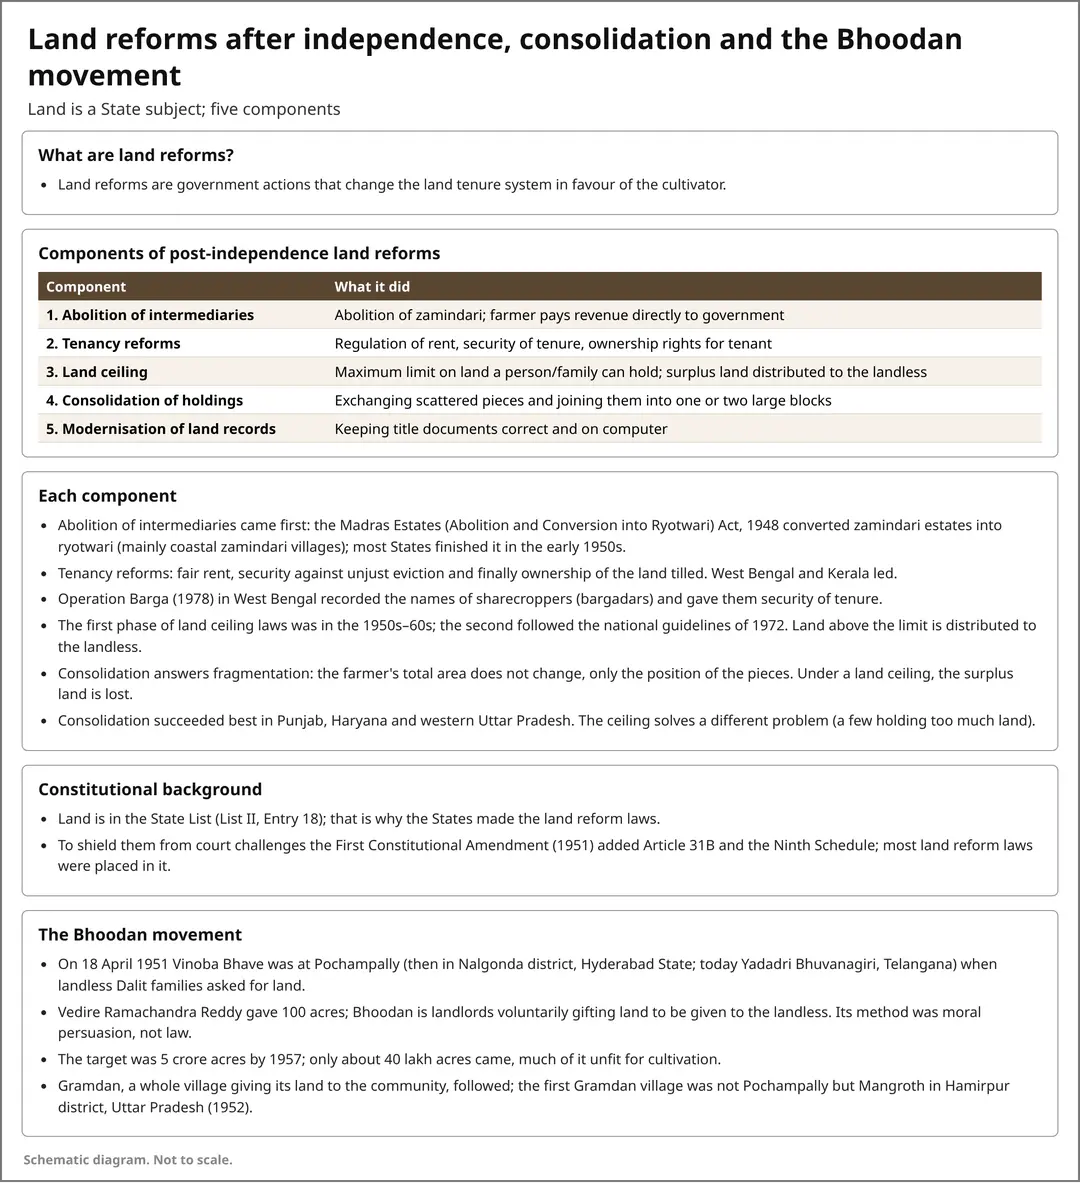 Land reforms after independence, consolidation and the Bhoodan
movement
Land is a State subject; five components
What are land reforms?
• Land reforms are government actions that change the land tenure system in favour of the cultivator.
Components of post-independence land reforms
Component What it did
1. Abolition of intermediaries Abolition of zamindari; farmer pays revenue directly to government
2. Tenancy reforms Regulation of rent, security of tenure, ownership rights for tenant
3. Land ceiling Maximum limit on land a person/family can hold; surplus land distributed to the landless
4. Consolidation of holdings Exchanging scattered pieces and joining them into one or two large blocks
5. Modernisation of land records Keeping title documents correct and on computer
Each component
• Abolition of intermediaries came first: the Madras Estates (Abolition and Conversion into Ryotwari) Act, 1948 converted zamindari estates into
ryotwari (mainly coastal zamindari villages); most States finished it in the early 1950s.
• Tenancy reforms: fair rent, security against unjust eviction and finally ownership of the land tilled. West Bengal and Kerala led.
• Operation Barga (1978) in West Bengal recorded the names of sharecroppers (bargadars) and gave them security of tenure.
• The first phase of land ceiling laws was in the 1950s–60s; the second followed the national guidelines of 1972. Land above the limit is distributed to
the landless.
• Consolidation answers fragmentation: the farmer's total area does not change, only the position of the pieces. Under a land ceiling, the surplus
land is lost.
• Consolidation succeeded best in Punjab, Haryana and western Uttar Pradesh. The ceiling solves a different problem (a few holding too much land).
Constitutional background
• Land is in the State List (List II, Entry 18); that is why the States made the land reform laws.
• To shield them from court challenges the First Constitutional Amendment (1951) added Article 31B and the Ninth Schedule; most land reform laws
were placed in it.
The Bhoodan movement
• On 18 April 1951 Vinoba Bhave was at Pochampally (then in Nalgonda district, Hyderabad State; today Yadadri Bhuvanagiri, Telangana) when
landless Dalit families asked for land.
• Vedire Ramachandra Reddy gave 100 acres; Bhoodan is landlords voluntarily gifting land to be given to the landless. Its method was moral
persuasion, not law.
• The target was 5 crore acres by 1957; only about 40 lakh acres came, much of it unfit for cultivation.
• Gramdan, a whole village giving its land to the community, followed; the first Gramdan village was not Pochampally but Mangroth in Hamirpur
district, Uttar Pradesh (1952).
Schematic diagram. Not to scale.